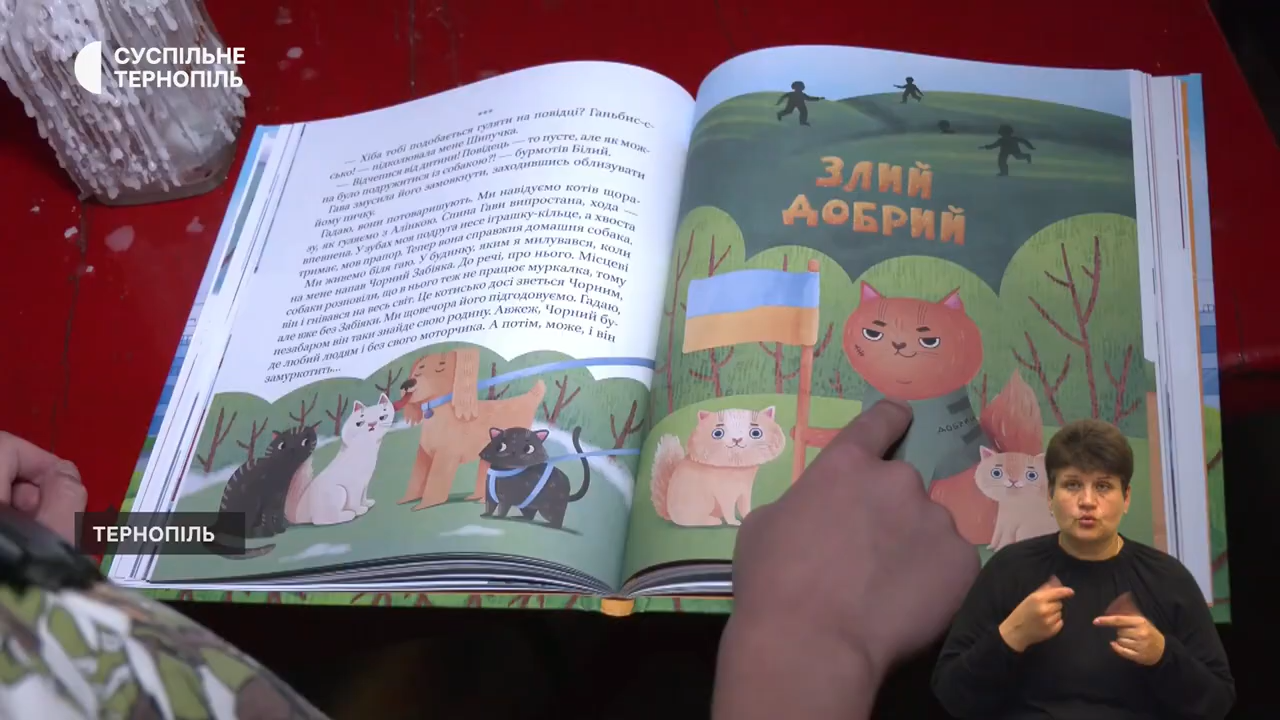 СУСПІЛЬНЕ
ТЕРНОПІЛЬ
***
— Хіба тобі подобається гуляти на повідці? Ганьбис-с-
сько! — підколювала мене Шипучка.
— Відчепися від дитини! Повідець — то пусте, але як мож-
на було подружитися із собакою?! — бурмотів Білий.
Гава змусила його замовкнути, заходившись облизувати
йому пичку.
Гадаю, вони потоваришують. Ми навідуємо котів щора-
зу, як гуляємо з Алінкою. Спина Гави випростана, хода —
впевнена. У зубах моя подруга несе іграшку-кільце, а хвоста
тримає, мов прапор. Тепер вона справжня домашня собака.
Ми живемо біля гаю. У будинку, яким я милувався, коли
на мене напав Чорний Забіяка. До речі, про нього. Місцеві
собаки розповіли, що в нього теж не працює муркалка, тому
він і гнівався на весь світ. Це котисько досі зветься Чорним,
але вже без Забіяки. Ми щовечора його підгодовуємо. Гадаю,
незабаром він таки знайде свою родину. Авжеж, Чорний бу-
де любий людям і без свого моторчика. А потім, може, і він
замуркотить...
ЗЛИЙ
ДОБРИЙ
ТЕРНОПІЛЬ